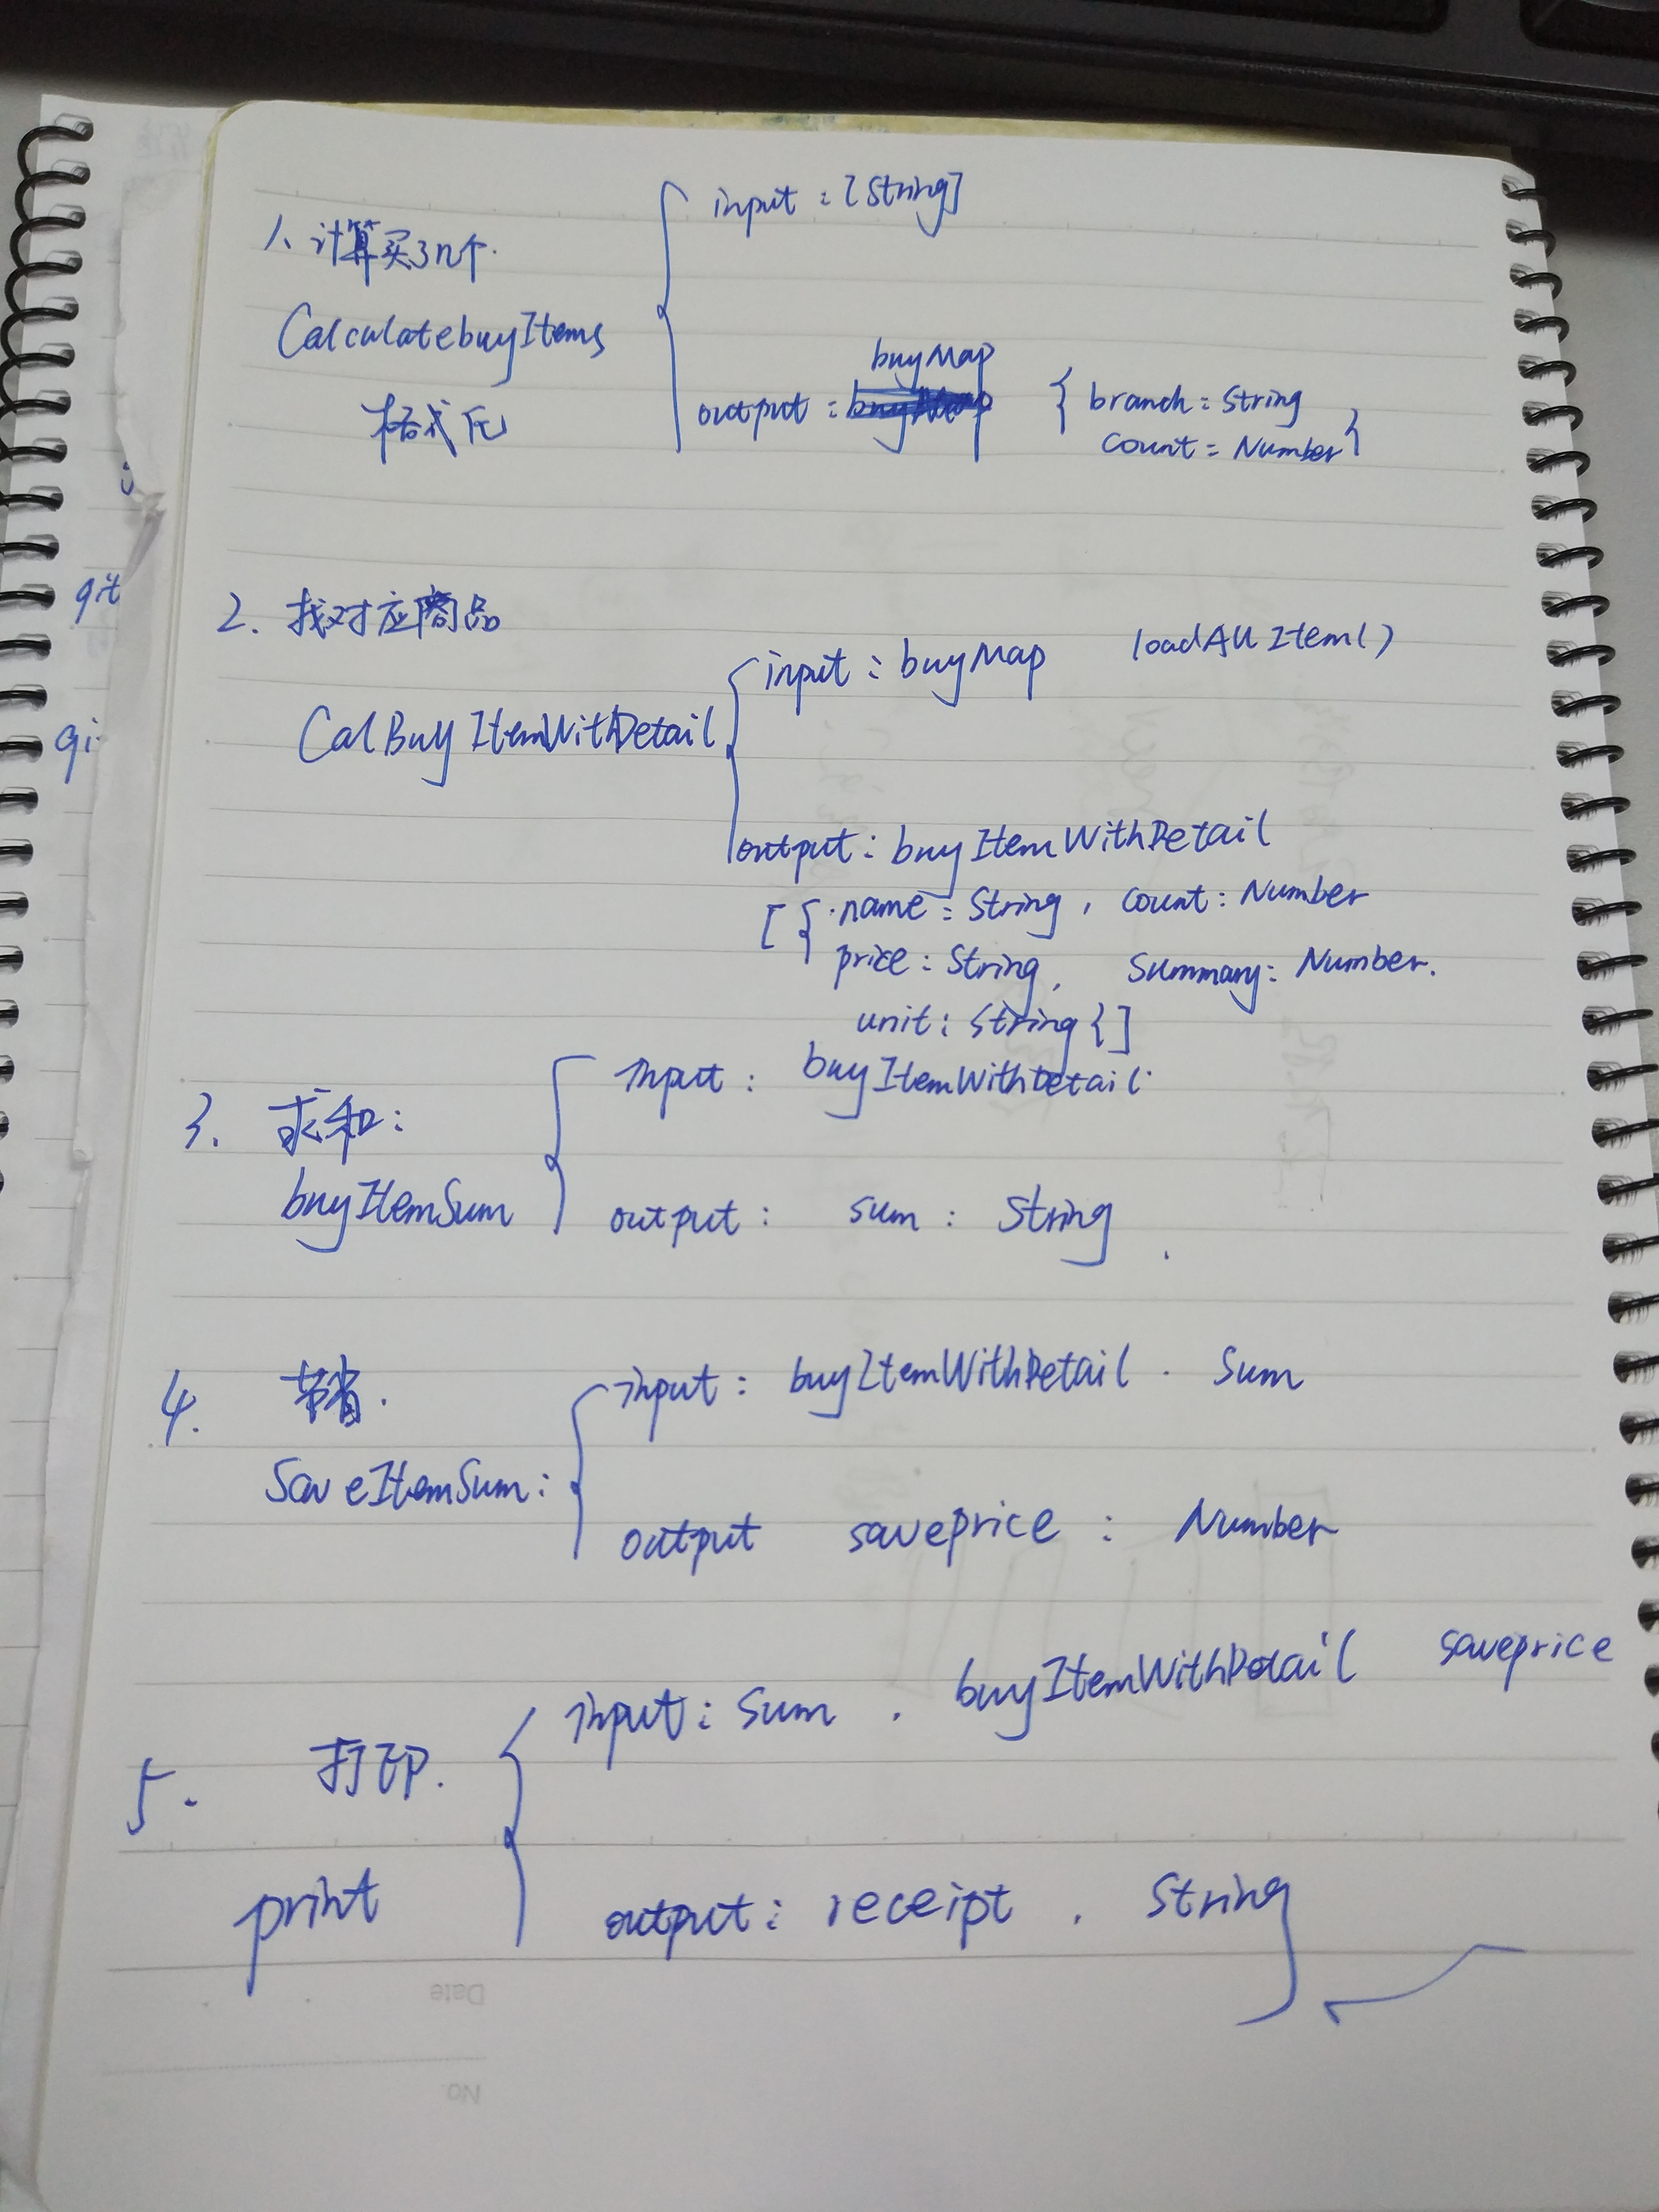 1、计算买了n个.
CalculatebuyItems
格式化
input : [String]
buyMap
output : { branch : String
count : Number }
2. 找对应商品
CalBuyItemWithDetail
input : buyMap loadAllItem()
output : buyItemWithDetail
[ { name : String , count : Number
price : String , Summary : Number.
unit : String } ]
3. 求和 :
buyItemSum
input : buyItemWithDetail
output : sum : String .
4. 节省.
SaveItemSum :
input : buyItemWithDetail . Sum
output saveprice : Number
5. 打印.
print
input : Sum . buyItemWithDetail saveprice
output : receipt . String
git
gi
Date
No.